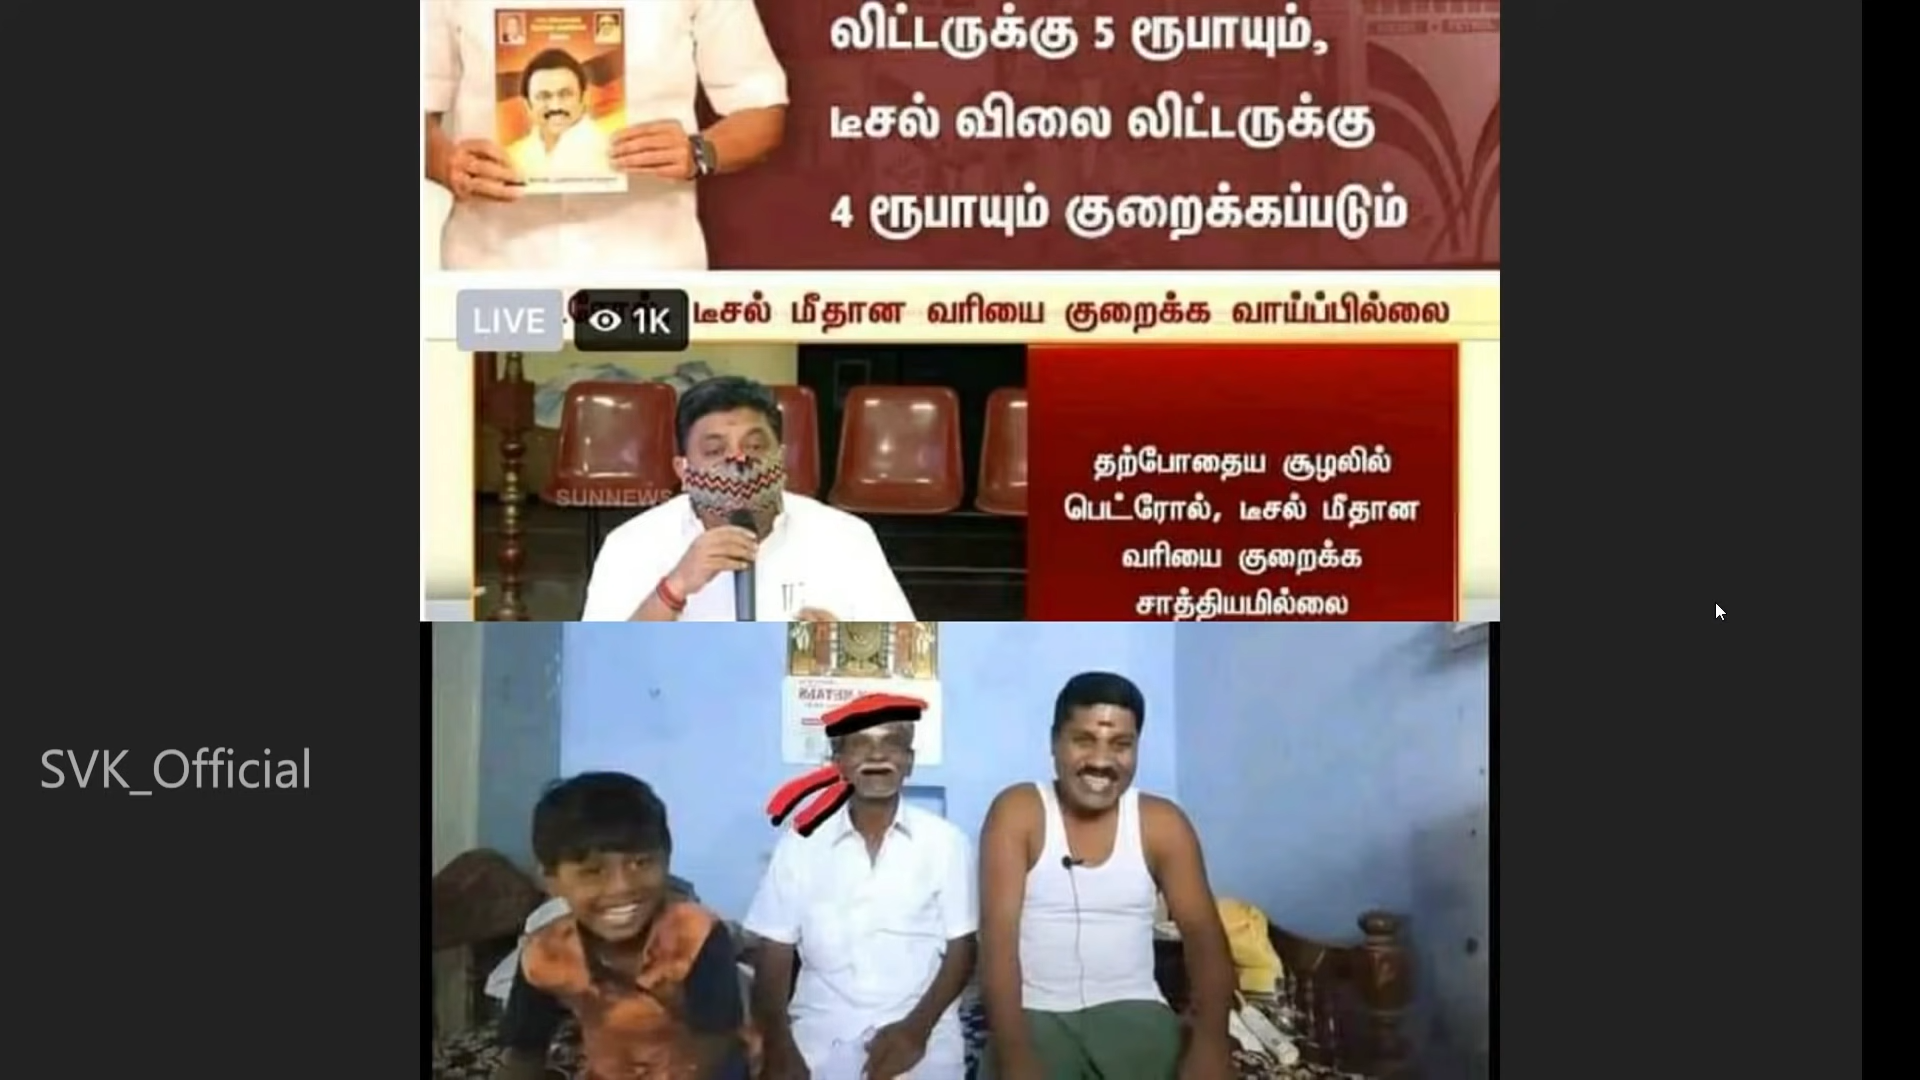 லிட்டருக்கு 5 ரூபாயும்,
டீசல் விலை லிட்டருக்கு
4 ரூபாயும் குறைக்கப்படும்
LIVE 1K டீசல் மீதான வரியை குறைக்க வாய்ப்பில்லை
SUNNEWS
தற்போதைய சூழலில்
பெட்ரோல், டீசல் மீதான
வரியை குறைக்க
சாத்தியமில்லை
SVK_Official